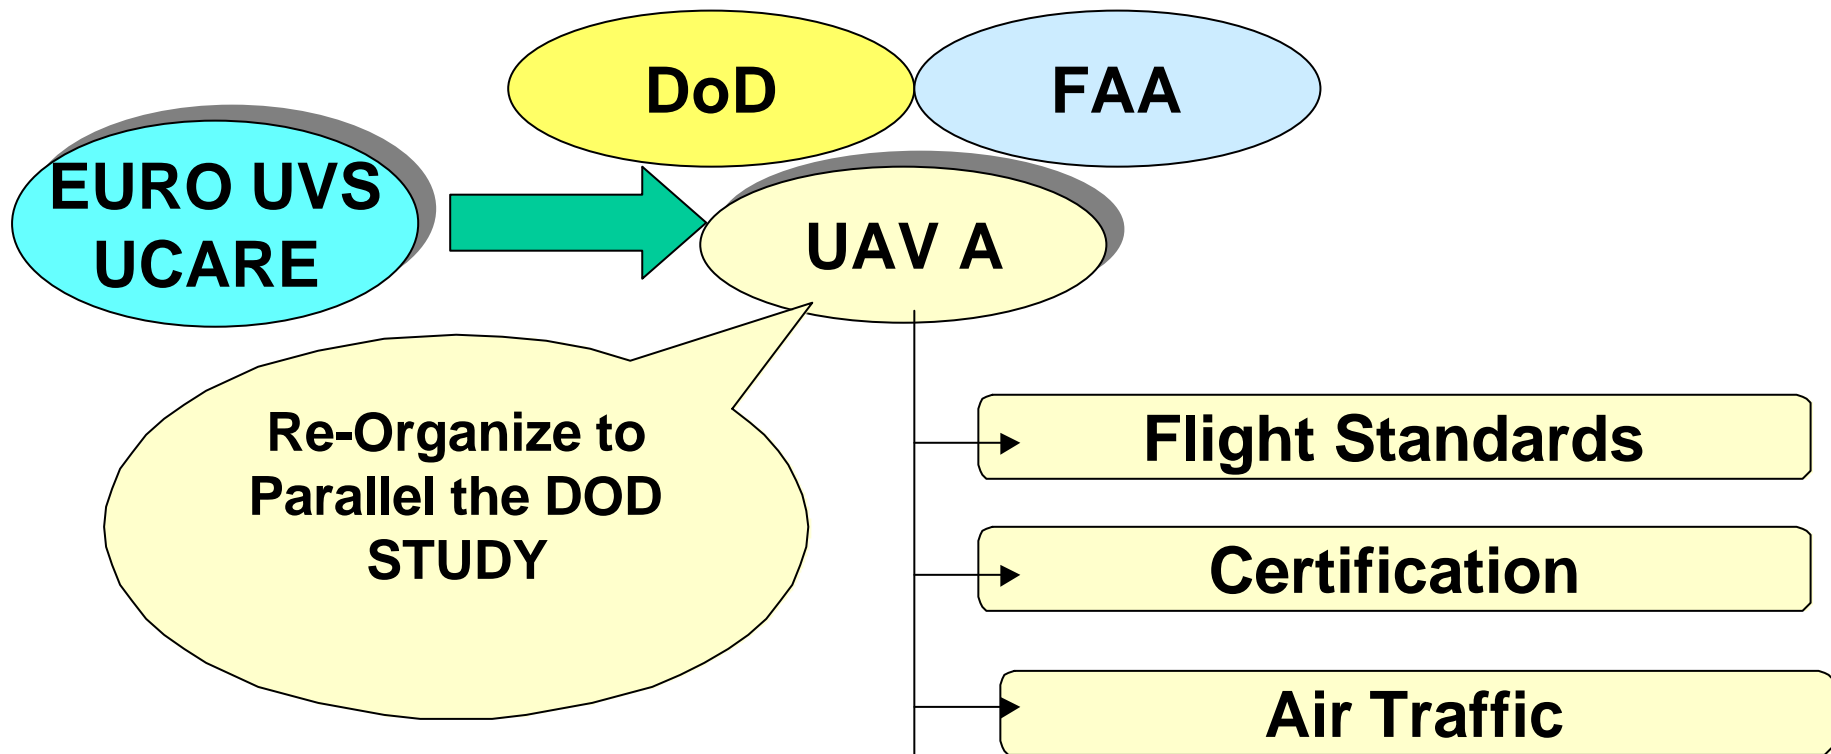 DoD
FAA
EURO UVS
UCARE
UAV A
Re-Organize to
Parallel the DOD
STUDY
Flight Standards
Certification
Air Traffic